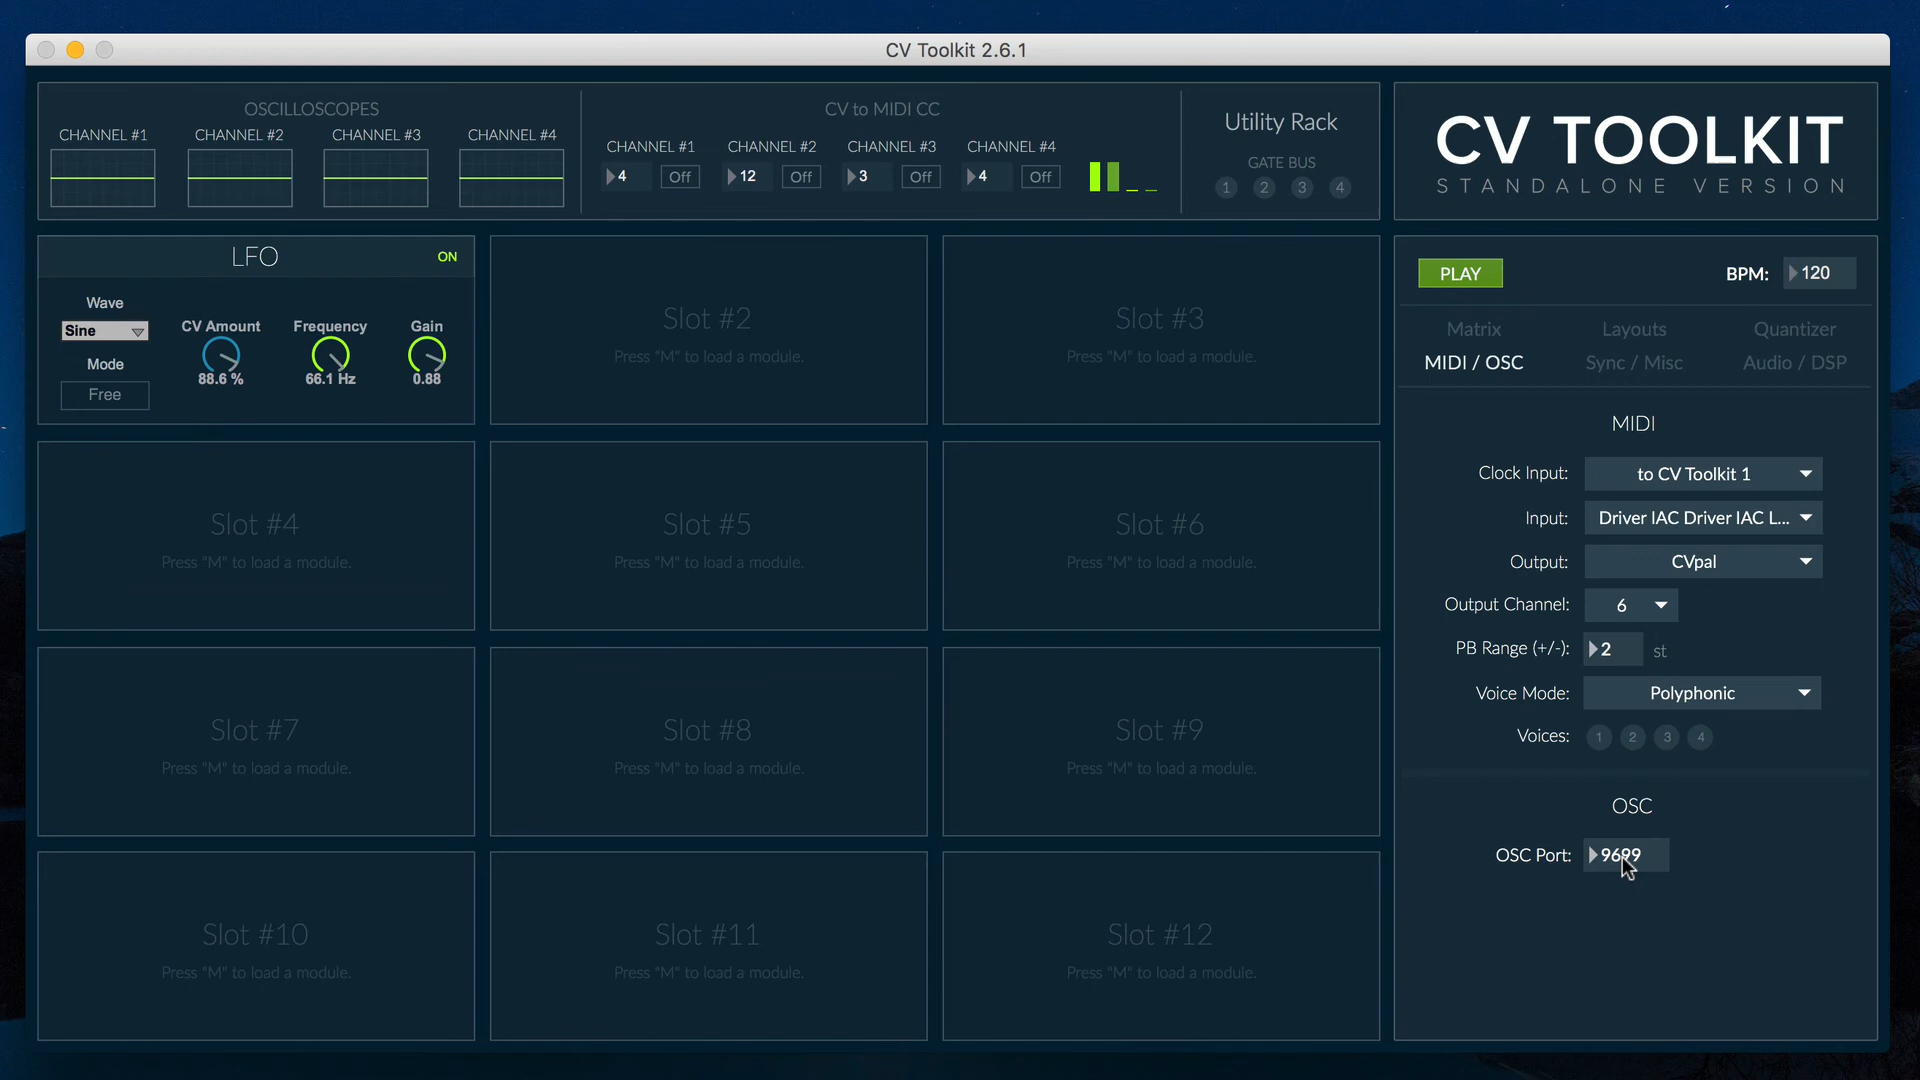 CV Toolkit 2.6.1
OSCILLOSCOPES
CHANNEL #1 CHANNEL #2 CHANNEL #3 CHANNEL #4
CV to MIDI CC
CHANNEL #1 CHANNEL #2 CHANNEL #3 CHANNEL #4
4 Off 12 Off 3 Off 4 Off
Utility Rack
GATE BUS
1 2 3 4
CV TOOLKIT
STANDALONE VERSION
LFO ON
Wave
Sine
Mode
Free
CV Amount
88.6 %
Frequency
66.1 Hz
Gain
0.88
Slot #2
Press "M" to load a module.
Slot #3
Press "M" to load a module.
Slot #4
Press "M" to load a module.
Slot #5
Press "M" to load a module.
Slot #6
Press "M" to load a module.
Slot #7
Press "M" to load a module.
Slot #8
Press "M" to load a module.
Slot #9
Press "M" to load a module.
Slot #10
Press "M" to load a module.
Slot #11
Press "M" to load a module.
Slot #12
Press "M" to load a module.
PLAY BPM: 120
Matrix Layouts Quantizer
MIDI / OSC Sync / Misc Audio / DSP
MIDI
Clock Input: to CV Toolkit 1
Input: Driver IAC Driver IAC L...
Output: CVpal
Output Channel: 6
PB Range (+/-): 2 st
Voice Mode: Polyphonic
Voices: 1 2 3 4
OSC
OSC Port: 9699